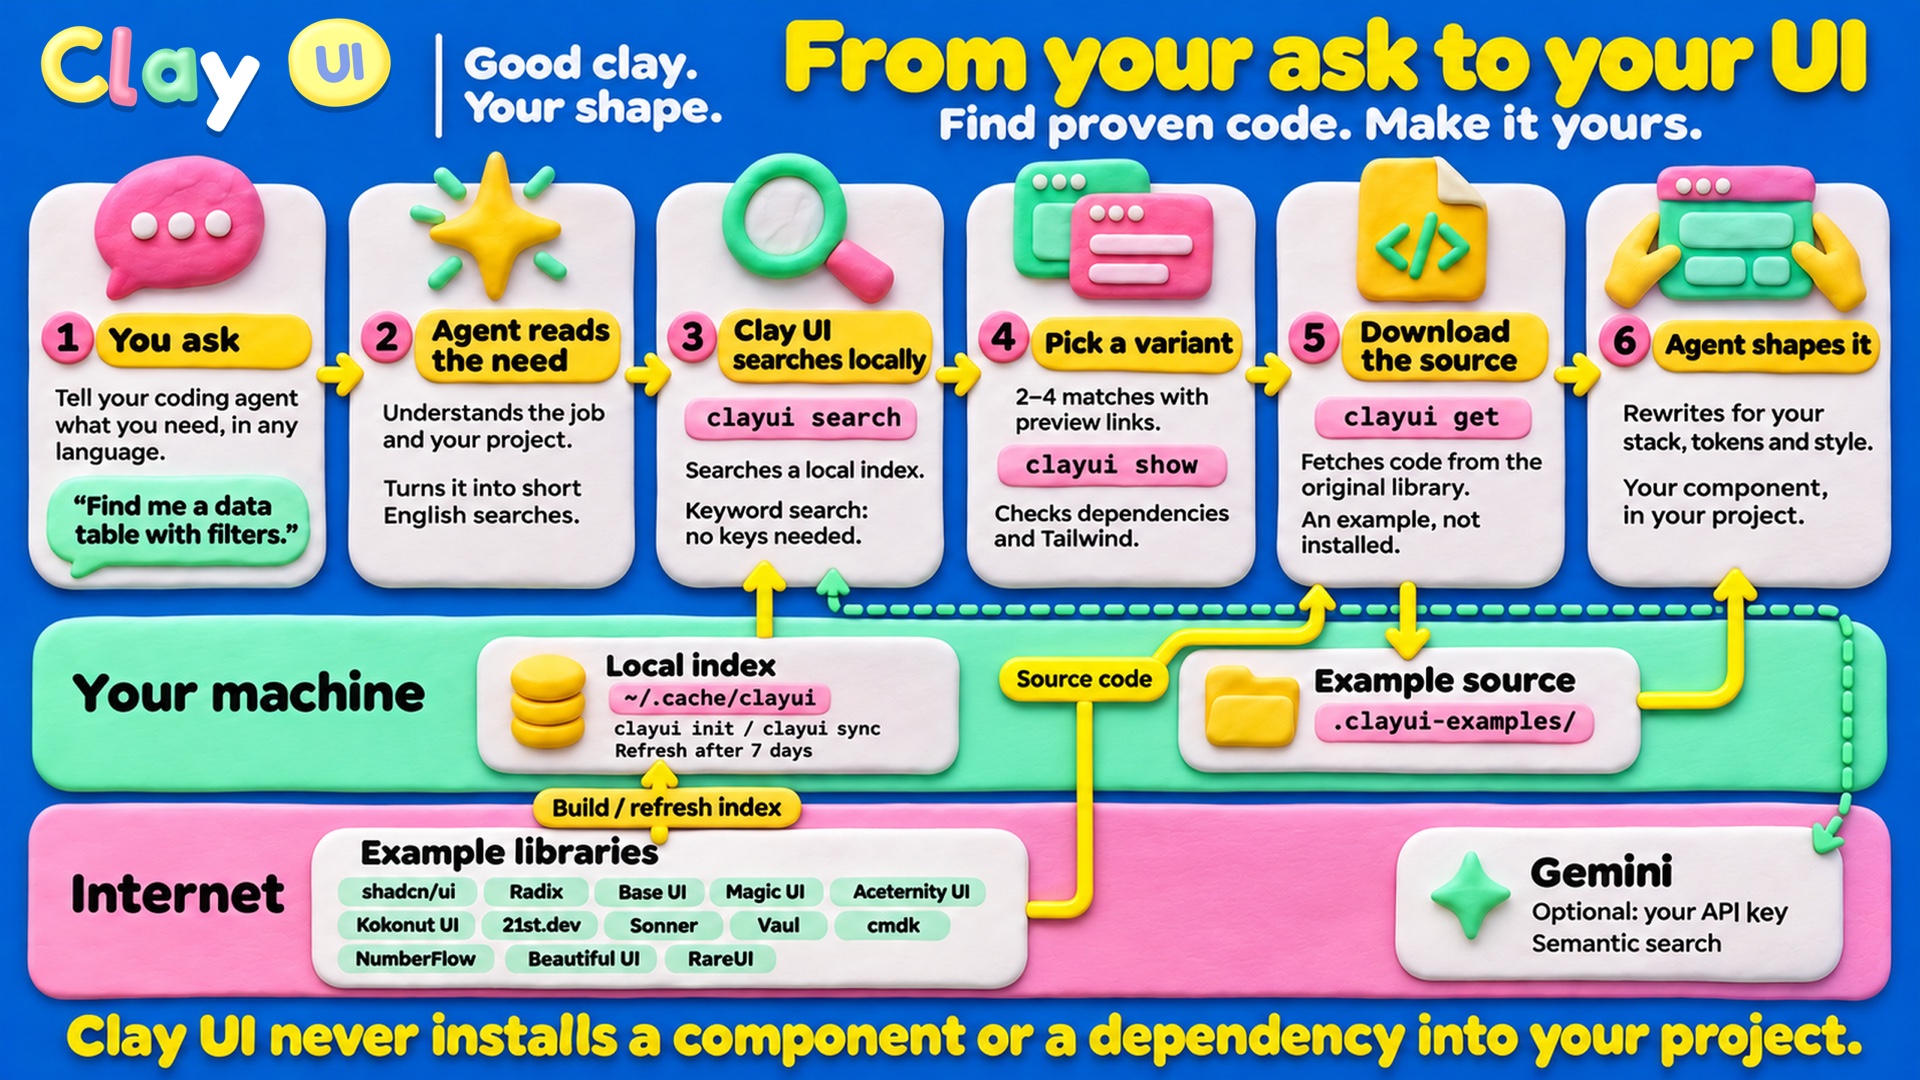 Clay UI
Good clay.
Your shape.
From your ask to your UI
Find proven code. Make it yours.
1 You ask
Tell your coding agent
what you need, in any
language.
“Find me a data
table with filters.”
2 Agent reads
the need
Understands the job
and your project.
Turns it into short
English searches.
3 Clay UI
searches locally
clayui search
Searches a local index.
Keyword search:
no keys needed.
4 Pick a variant
2–4 matches with
preview links.
clayui show
Checks dependencies
and Tailwind.
5 Download
the source
clayui get
Fetches code from the
original library.
An example, not
installed.
6 Agent shapes it
Rewrites for your
stack, tokens and style.
Your component,
in your project.
Your machine
Local index
~/.cache/clayui
clayui init / clayui sync
Refresh after 7 days
Source code
Example source
.clayui-examples/
Build / refresh index
Internet
Example libraries
shadcn/ui Radix Base UI Magic UI Aceternity UI
Kokonut UI 21st.dev Sonner Vaul cmdk
NumberFlow Beautiful UI RareUI
Gemini
Optional: your API key
Semantic search
Clay UI never installs a component or a dependency into your project.